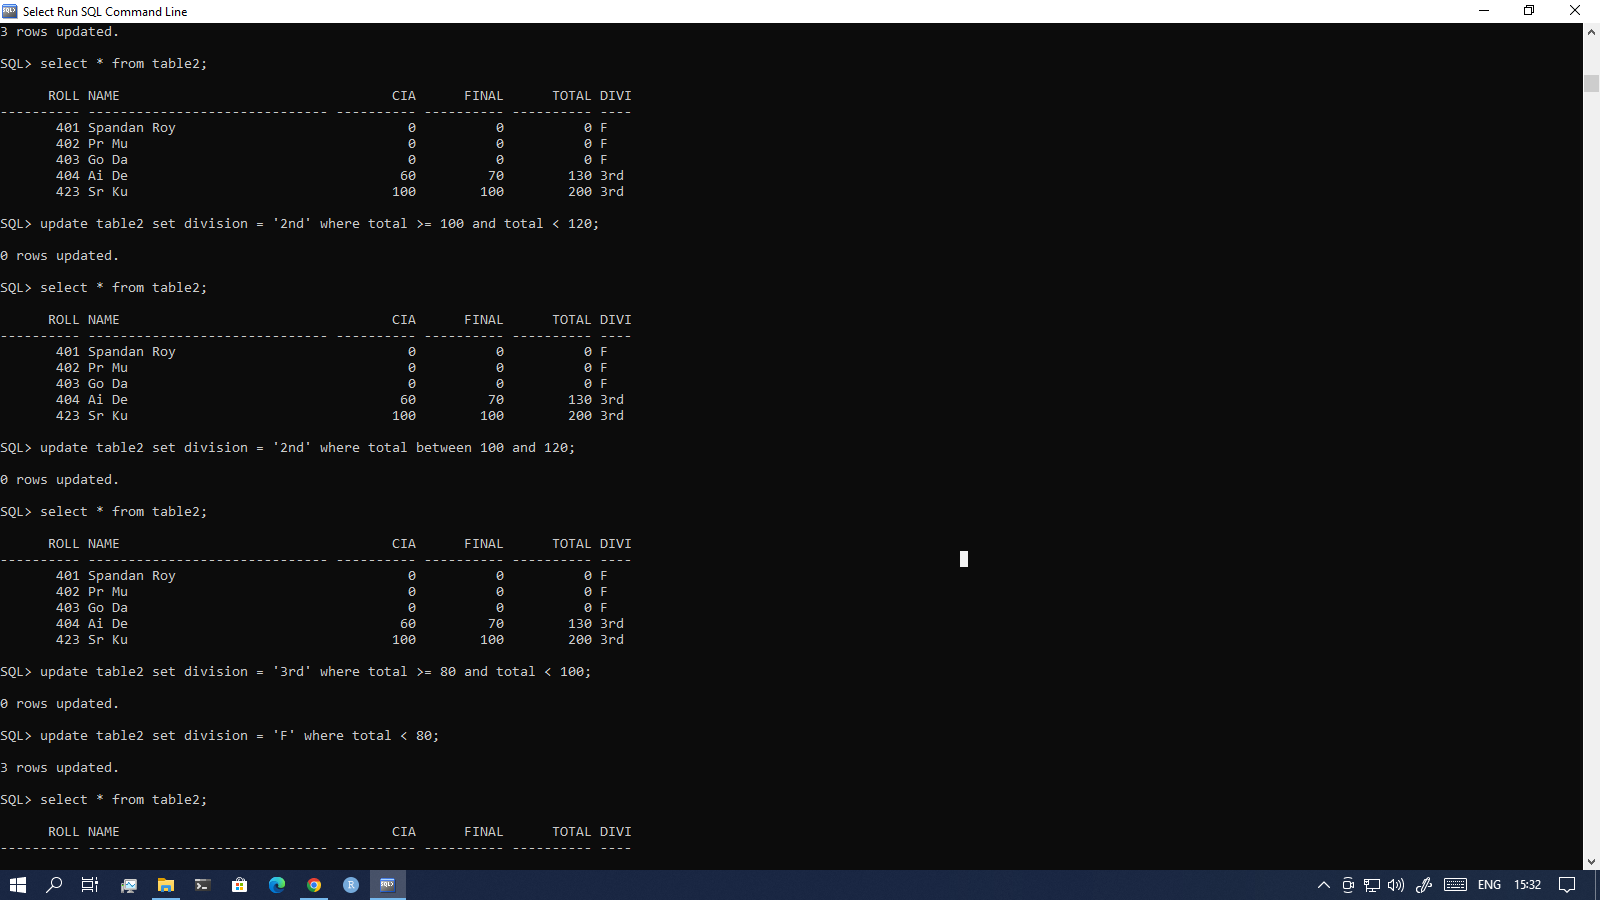 Select Run SQL Command Line
3 rows updated.
SQL> select * from table2;
ROLL NAME CIA FINAL TOTAL DIVI
---------- ------------------------------ ---------- ---------- ---------- ----
401 Spandan Roy 0 0 0 F
402 Pr Mu 0 0 0 F
403 Go Da 0 0 0 F
404 Ai De 60 70 130 3rd
423 Sr Ku 100 100 200 3rd
SQL> update table2 set division = '2nd' where total >= 100 and total < 120;
0 rows updated.
SQL> select * from table2;
ROLL NAME CIA FINAL TOTAL DIVI
---------- ------------------------------ ---------- ---------- ---------- ----
401 Spandan Roy 0 0 0 F
402 Pr Mu 0 0 0 F
403 Go Da 0 0 0 F
404 Ai De 60 70 130 3rd
423 Sr Ku 100 100 200 3rd
SQL> update table2 set division = '2nd' where total between 100 and 120;
0 rows updated.
SQL> select * from table2;
ROLL NAME CIA FINAL TOTAL DIVI
---------- ------------------------------ ---------- ---------- ---------- ----
401 Spandan Roy 0 0 0 F
402 Pr Mu 0 0 0 F
403 Go Da 0 0 0 F
404 Ai De 60 70 130 3rd
423 Sr Ku 100 100 200 3rd
SQL> update table2 set division = '3rd' where total >= 80 and total < 100;
0 rows updated.
SQL> update table2 set division = 'F' where total < 80;
3 rows updated.
SQL> select * from table2;
ROLL NAME CIA FINAL TOTAL DIVI
---------- ------------------------------ ---------- ---------- ---------- ----
ENG 15:32